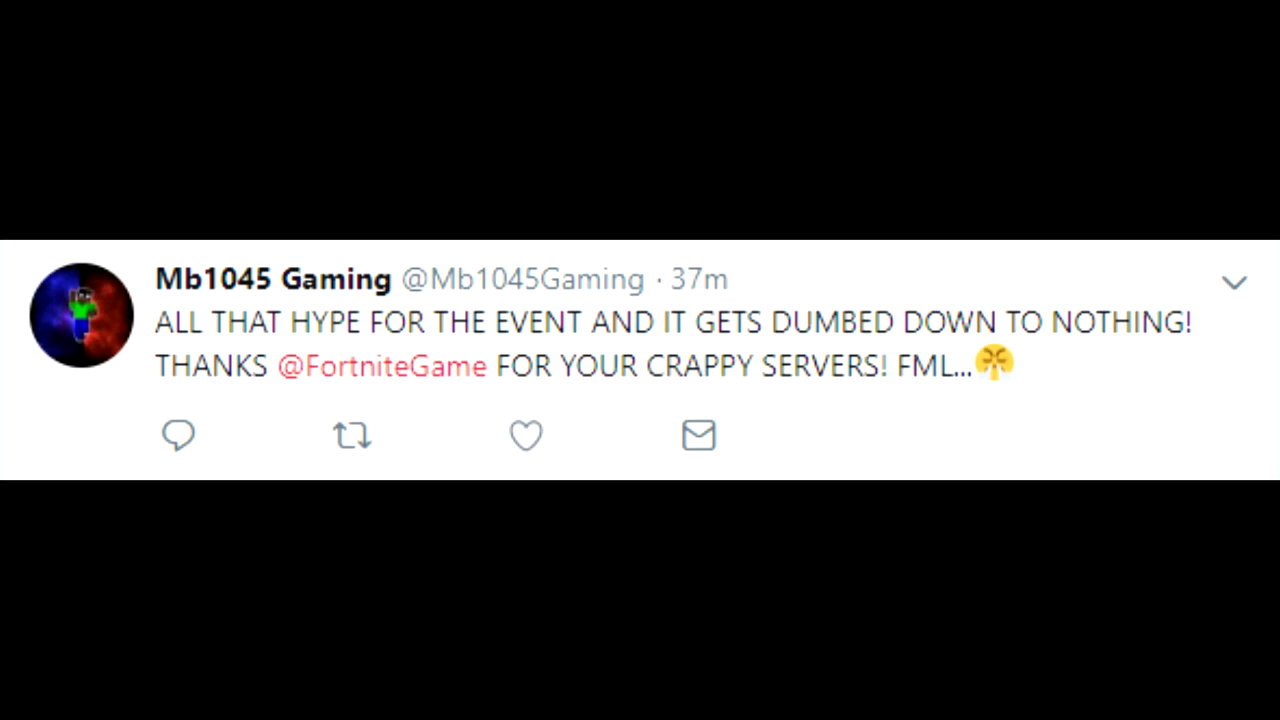 Mb1045 Gaming @Mb1045Gaming · 37m
ALL THAT HYPE FOR THE EVENT AND IT GETS DUMBED DOWN TO NOTHING!
THANKS @FortniteGame FOR YOUR CRAPPY SERVERS! FML...😤